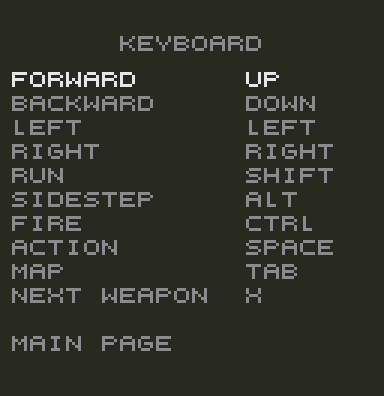 KEYBOARD
FORWARD UP
BACKWARD DOWN
LEFT LEFT
RIGHT RIGHT
RUN SHIFT
SIDESTEP ALT
FIRE CTRL
ACTION SPACE
MAP TAB
NEXT WEAPON X
MAIN PAGE